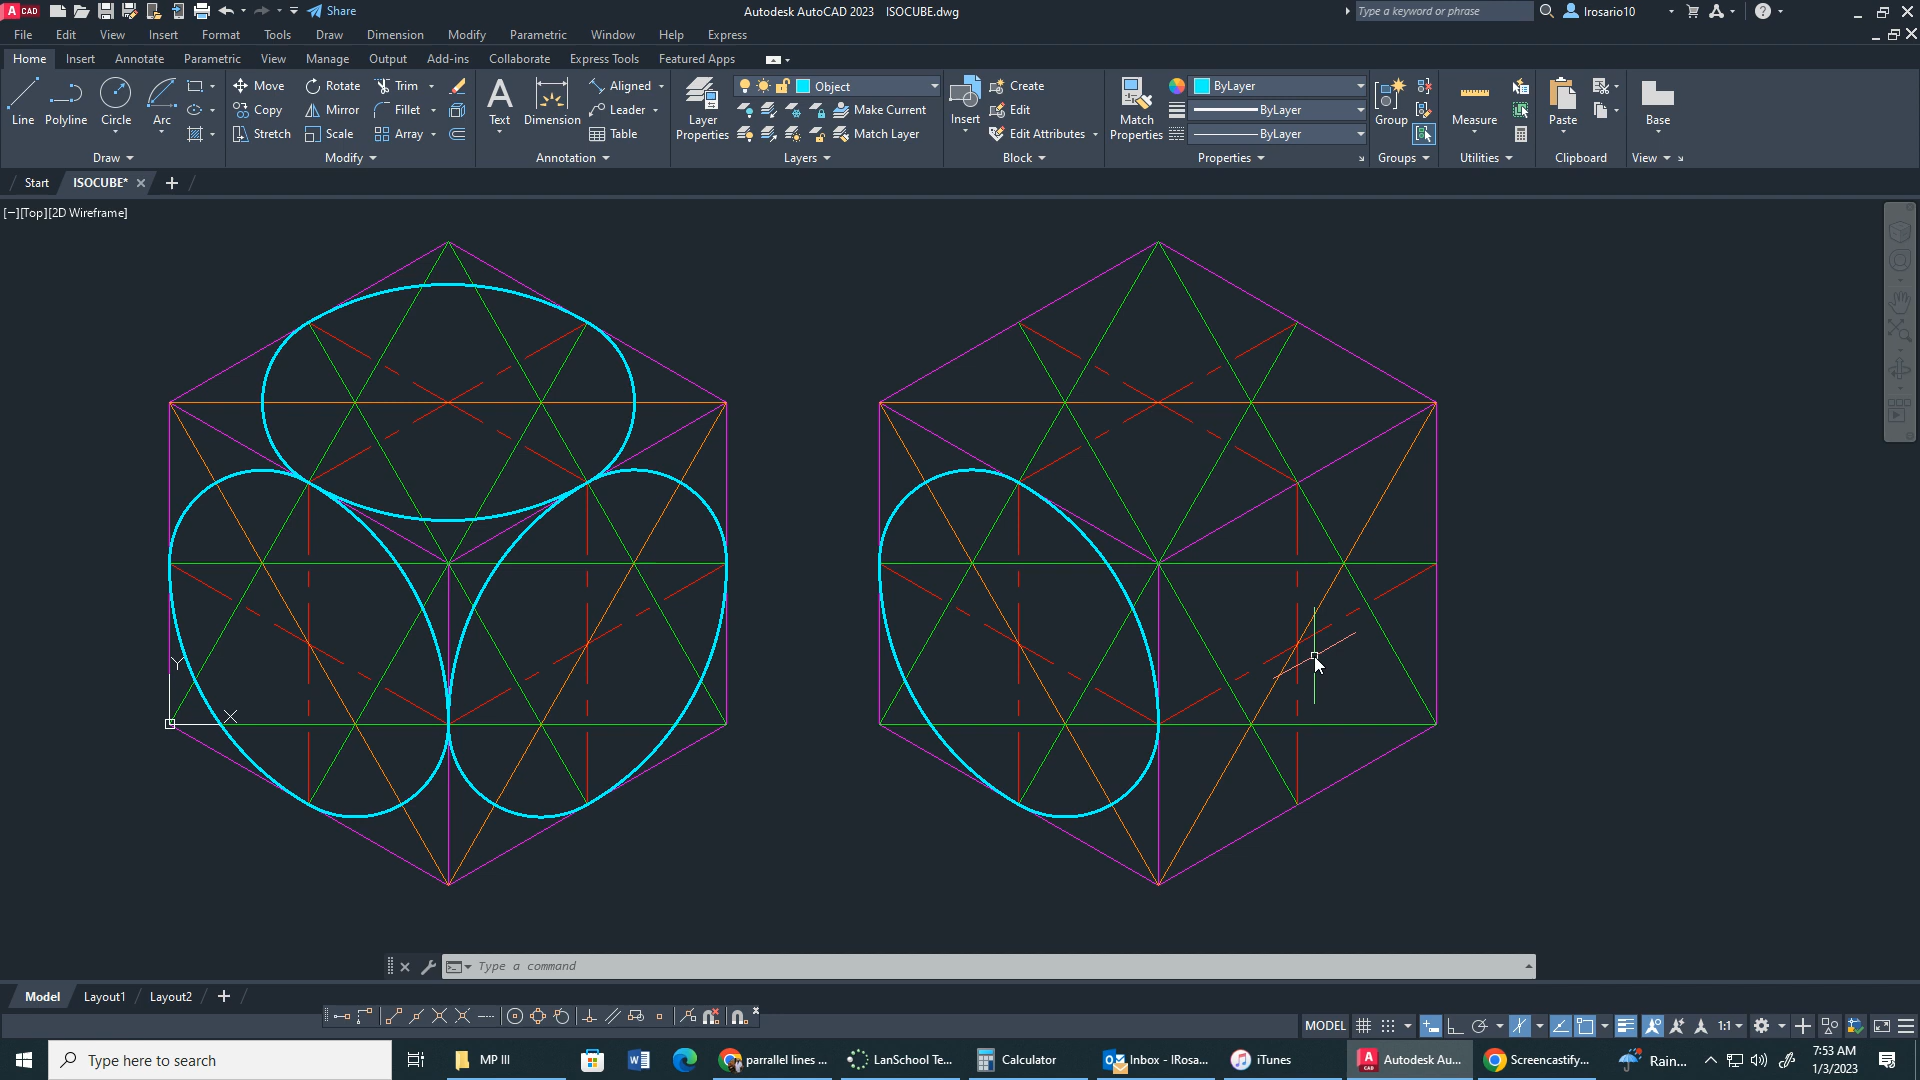 A CAD Share Autodesk AutoCAD 2023 ISOCUBE.dwg Type a keyword or phrase lrosario10 ?
File Edit View Insert Format Tools Draw Dimension Modify Parametric Window Help Express
Home Insert Annotate Parametric View Manage Output Add-ins Collaborate Express Tools Featured Apps
Line Polyline Circle Arc
Move Rotate Trim
Copy Mirror Fillet
Stretch Scale Array
A Text Dimension
Aligned
Leader
Table
Layer Properties
Object
Make Current
Match Layer
Insert
Create
Edit
Edit Attributes
Match Properties
ByLayer
ByLayer
ByLayer
Group
Measure
Paste
Base
Draw Modify Annotation Layers Block Properties Groups Utilities Clipboard View
Start ISOCUBE* +
[−][Top][2D Wireframe]
Y
X
Type a command
Model Layout1 Layout2 +
MODEL 1:1
Type here to search MP III parrallel lines ... LanSchool Te... Calculator Inbox - IRosa... iTunes Autodesk Au... Screencastify... Rain... 7:53 AM
1/3/2023